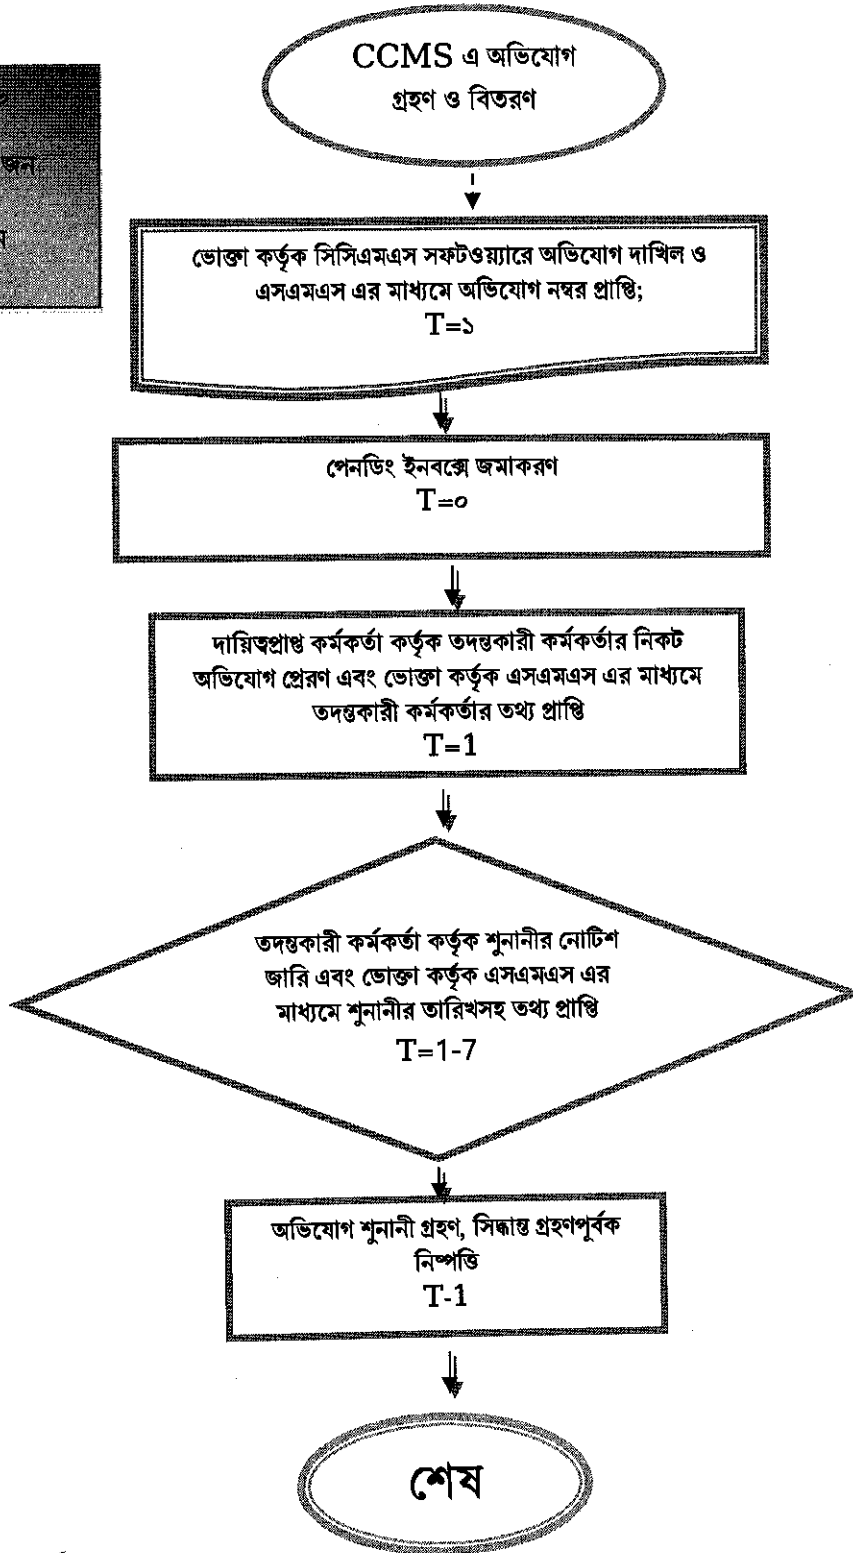 CCMS এ অভিযোগ
গ্রহণ ও বিতরণ
জন
ভোক্তা কর্তৃক সিসিএমএস সফটওয়্যারে অভিযোগ দাখিল ও
এসএমএস এর মাধ্যমে অভিযোগ নম্বর প্রাপ্তি;
T=১
পেনডিং ইনবক্সে জমাকরণ
T=০
দায়িত্বপ্রাপ্ত কর্মকর্তা কর্তৃক তদন্তকারী কর্মকর্তার নিকট
অভিযোগ প্রেরণ এবং ভোক্তা কর্তৃক এসএমএস এর মাধ্যমে
তদন্তকারী কর্মকর্তার তথ্য প্রাপ্তি
T=1
তদন্তকারী কর্মকর্তা কর্তৃক শুনানীর নোটিশ
জারি এবং ভোক্তা কর্তৃক এসএমএস এর
মাধ্যমে শুনানীর তারিখসহ তথ্য প্রাপ্তি
T=1-7
অভিযোগ শুনানী গ্রহণ, সিদ্ধান্ত গ্রহণপূর্বক
নিষ্পত্তি
T-1
শেষ